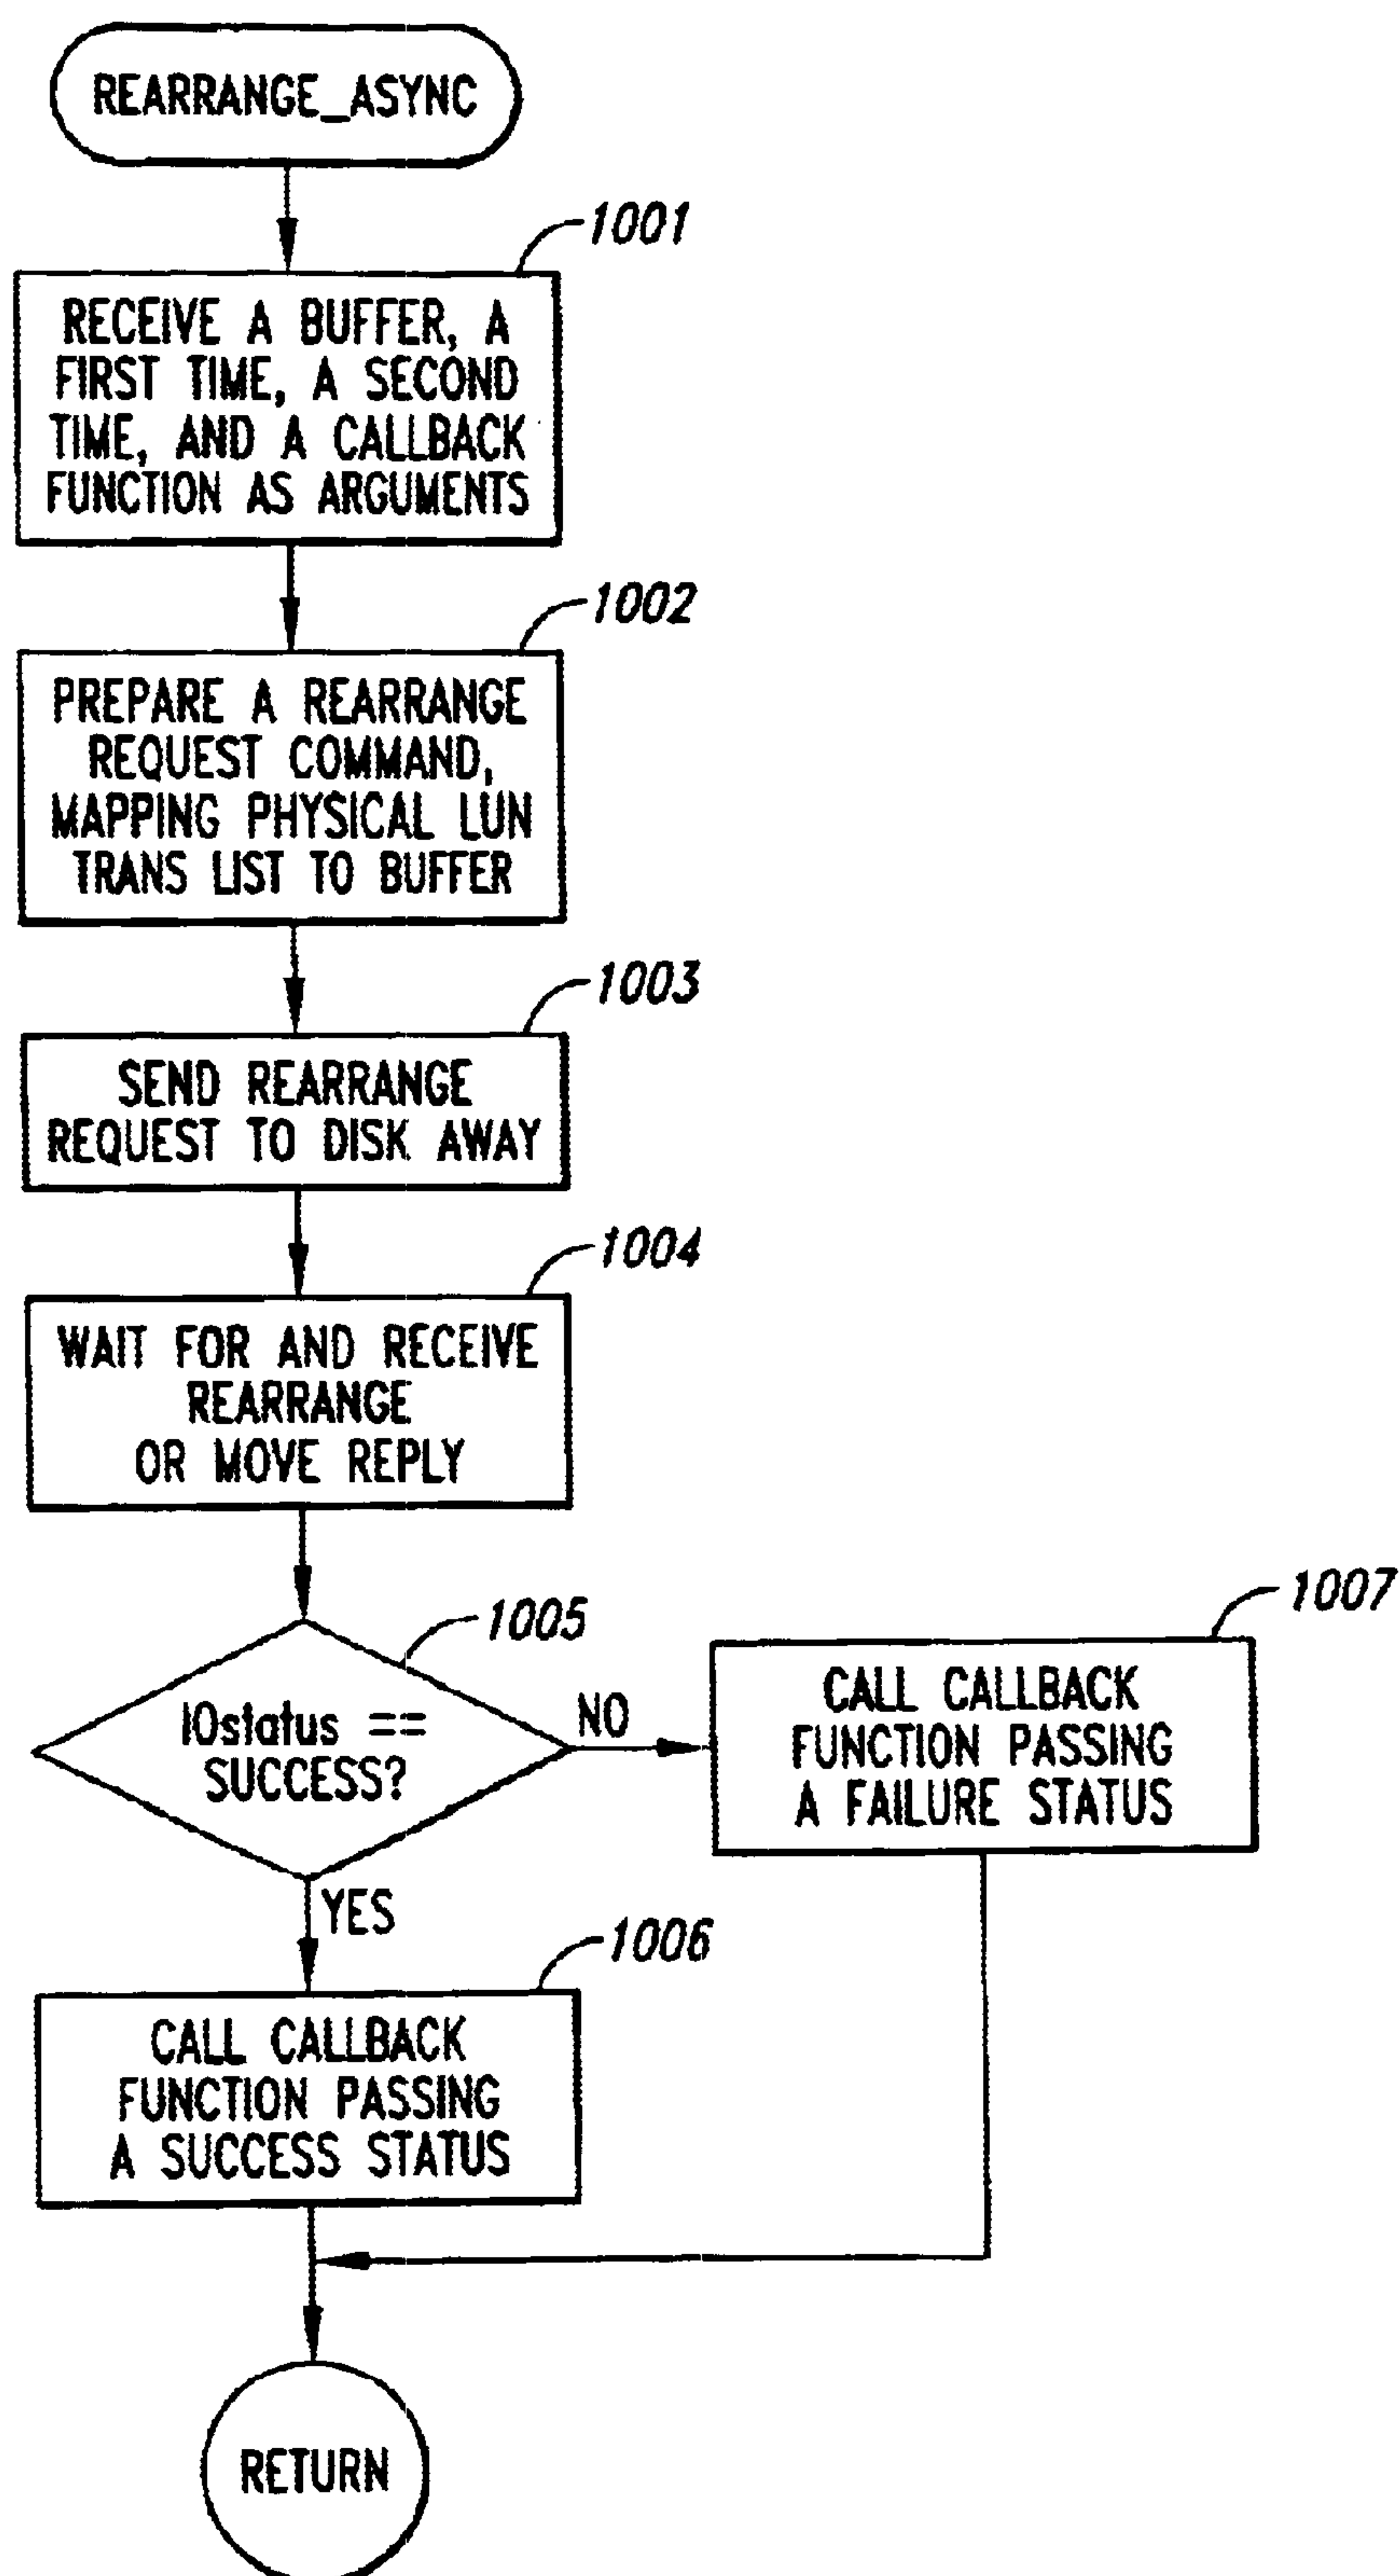 REARRANGE_ASYNC
1001
RECEIVE A BUFFER, A
FIRST TIME, A SECOND
TIME, AND A CALLBACK
FUNCTION AS ARGUMENTS
1002
PREPARE A REARRANGE
REQUEST COMMAND,
MAPPING PHYSICAL LUN
TRANS LIST TO BUFFER
1003
SEND REARRANGE
REQUEST TO DISK AWAY
1004
WAIT FOR AND RECEIVE
REARRANGE
OR MOVE REPLY
1005
IOstatus ==
SUCCESS?
NO
1007
CALL CALLBACK
FUNCTION PASSING
A FAILURE STATUS
YES
1006
CALL CALLBACK
FUNCTION PASSING
A SUCCESS STATUS
RETURN